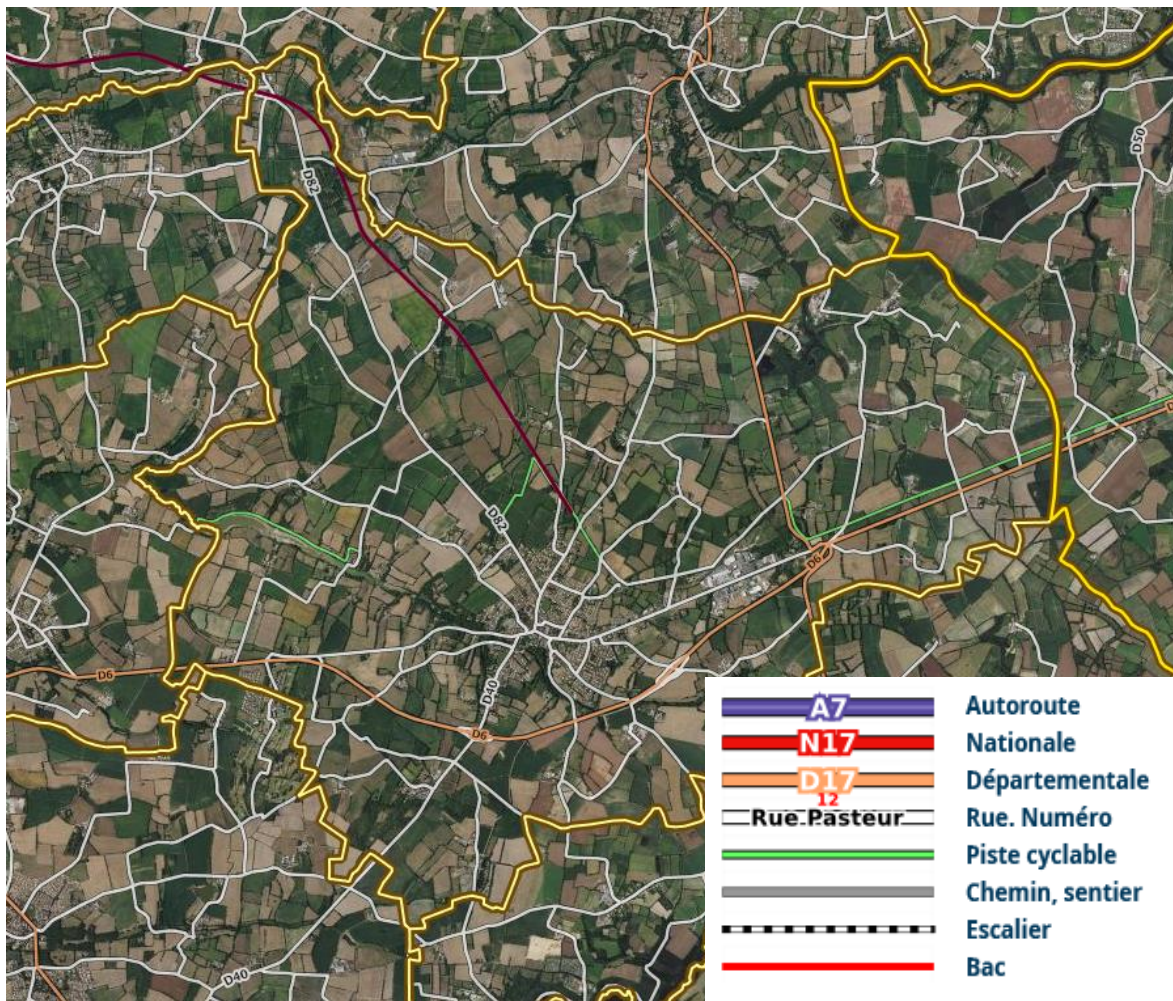 D50
D82
D82
D6
D6
D40
D6
D40
A7 Autoroute
N17 Nationale
D17 Départementale
12
Rue Pasteur Rue. Numéro
Piste cyclable
Chemin, sentier
Escalier
Bac